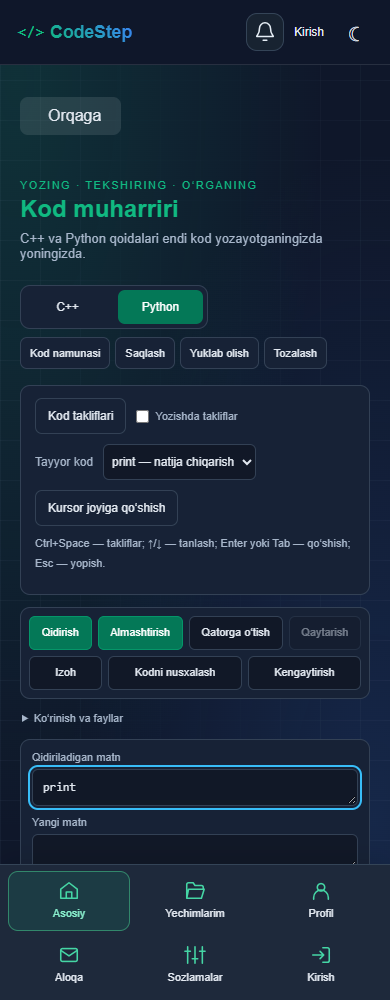 </> CodeStep
Kirish
Orqaga
YOZING · TEKSHIRING · O'RGANING
Kod muharriri
C++ va Python qoidalari endi kod yozayotganingizda
yoningizda.
C++ Python
Kod namunasi Saqlash Yuklab olish Tozalash
Kod takliflari Yozishda takliflar
Tayyor kod print — natija chiqarish
Kursor joyiga qo'shish
Ctrl+Space — takliflar; ↑/↓ — tanlash; Enter yoki Tab — qo'shish;
Esc — yopish.
Qidirish Almashtirish Qatorga o'tish Qaytarish
Izoh Kodni nusxalash Kengaytirish
▶ Ko'rinish va fayllar
Qidiriladigan matn
print
Yangi matn
Asosiy Yechimlarim Profil
Aloqa Sozlamalar Kirish